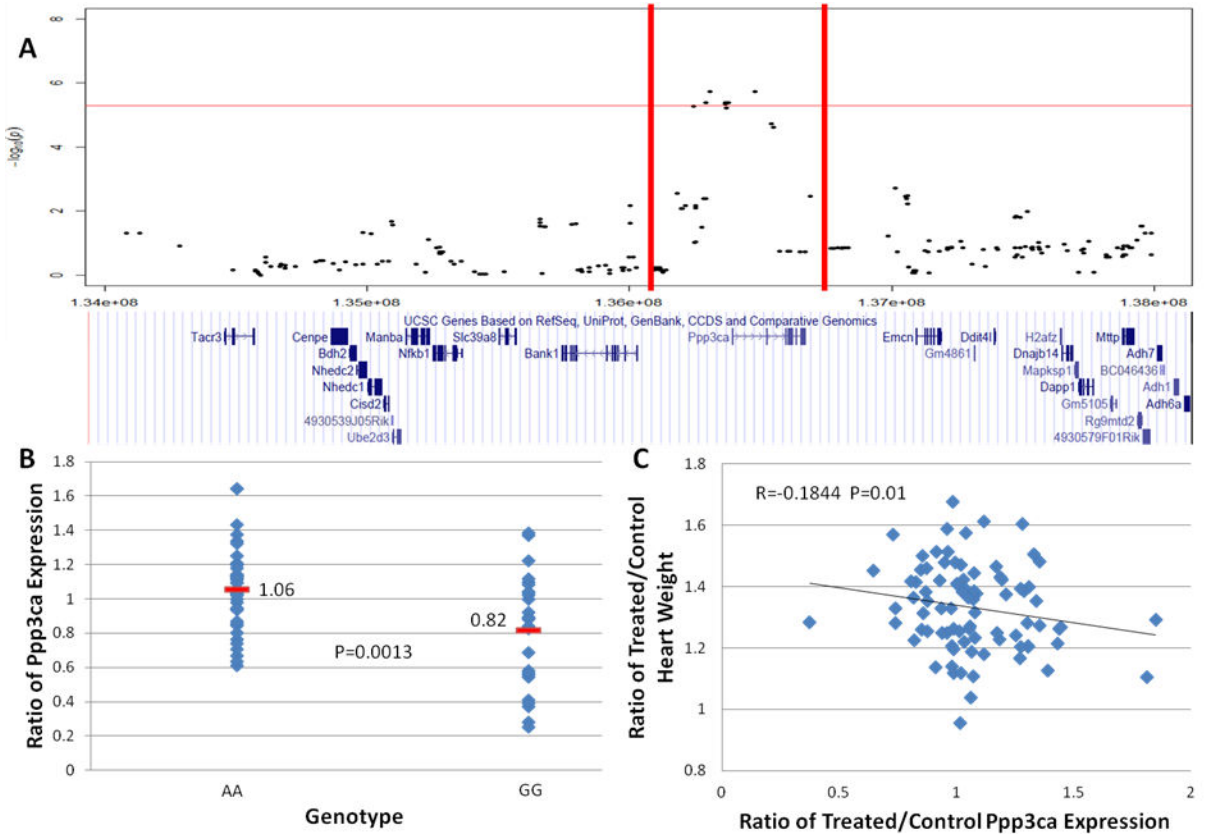 A
8
6
4
2
0
-log10(p)
1.34e+08 1.35e+08 1.36e+08 1.37e+08 1.38e+08
UCSC Genes Based on RefSeq, UniProt, GenBank, CCDS and Comparative Genomics
Tacr3 Cenpe Manba Slc39a8 Ppp3ca Emcn Ddit4l H2afz Mttp
Bdh2 Nfkb1 Bank1 Gm4861 Dnajb14 Adh7
Nhedc2 Mapksp1 BC046436
Nhedc1 Dapp1 Adh1
Cisd2 Gm5105 Adh6a
4930539J05Rik Rg9mtd2
Ube2d3 4930579F01Rik
B
Ratio of Ppp3ca Expression
1.8
1.6
1.4
1.2
1
0.8
0.6
0.4
0.2
0
1.06
0.82
P=0.0013
AA GG
Genotype
C
Ratio of Treated/Control
Heart Weight
1.8
1.6
1.4
1.2
1
0.8
R=-0.1844 P=0.01
0 0.5 1 1.5 2
Ratio of Treated/Control Ppp3ca Expression